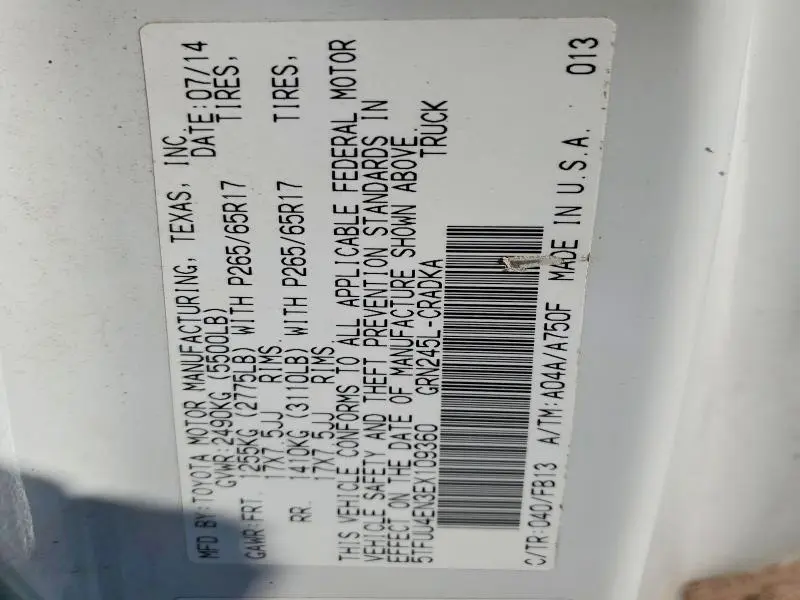 MFD BY:TOYOTA MOTOR MANUFACTURING, TEXAS, INC.
GVWR:2490KG (5500LB) DATE:07/14
GAWR:FRT. 1255KG (2775LB) WITH P265/65R17 TIRES,
17X7.5JJ RIMS.
RR. 1410KG (3110LB) WITH P265/65R17 TIRES,
17X7.5JJ RIMS.
THIS VEHICLE CONFORMS TO ALL APPLICABLE FEDERAL MOTOR
VEHICLE SAFETY AND THEFT PREVENTION STANDARDS IN
EFFECT ON THE DATE OF MANUFACTURE SHOWN ABOVE.
5TFUU4EN3EX109360 GRN245L-CRADKA TRUCK
C/TR:040/FB13 A/TM:A04A/A750F MADE IN U.S.A. 013